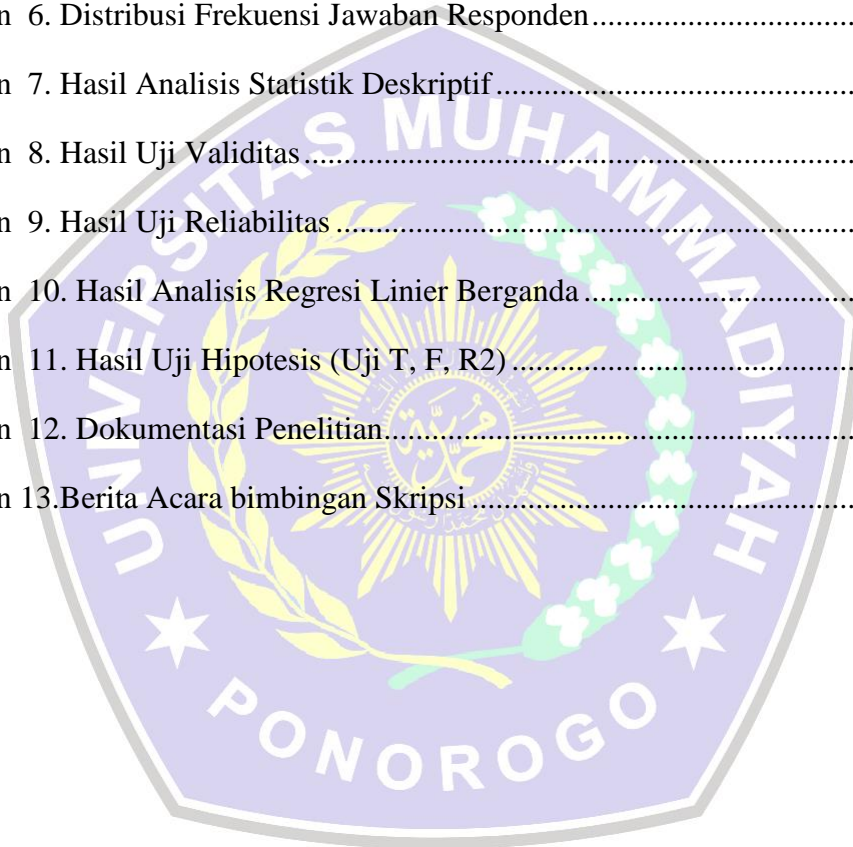 n 6. Distribusi Frekuensi Jawaban Responden........................................
n 7. Hasil Analisis Statistik Deskriptif........................................
n 8. Hasil Uji Validitas........................................
n 9. Hasil Uji Reliabilitas........................................
n 10. Hasil Analisis Regresi Linier Berganda........................................
n 11. Hasil Uji Hipotesis (Uji T, F, R2)........................................
n 12. Dokumentasi Penelitian........................................
n 13.Berita Acara bimbingan Skripsi........................................
UNIVERSITAS MUHAMMADIYAH
PONOROGO